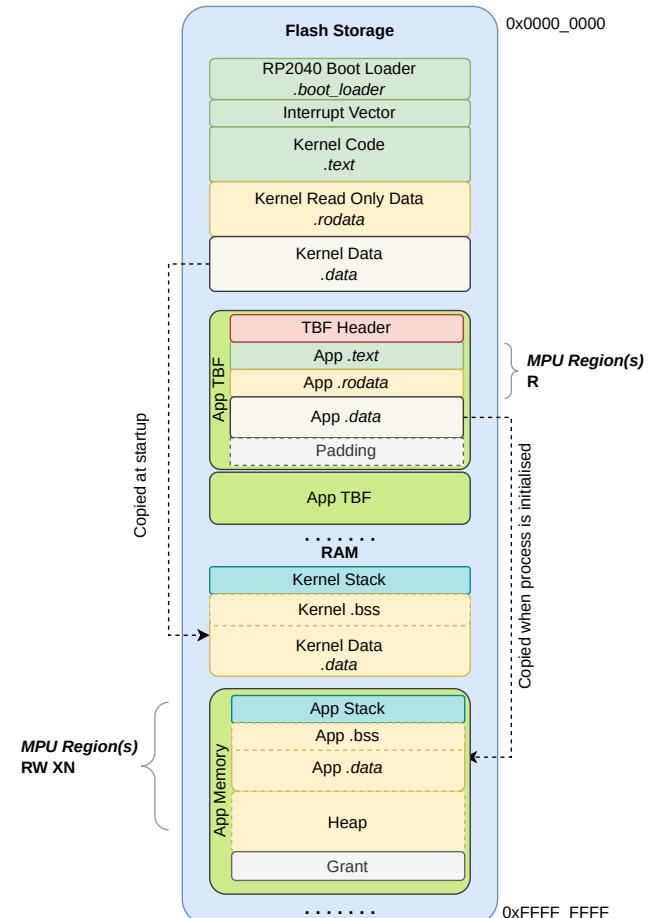 Flash Storage
0x0000_0000
RP2040 Boot Loader
.boot_loader
Interrupt Vector
Kernel Code
.text
Kernel Read Only Data
.rodata
Kernel Data
.data
Copied at startup
App TBF
TBF Header
App .text
App .rodata
App .data
Padding
MPU Region(s)
R
App TBF
Copied when process is initialised
. . . . . . .
RAM
Kernel Stack
Kernel .bss
Kernel Data
.data
MPU Region(s)
RW XN
App Memory
App Stack
App .bss
App .data
Heap
Grant
. . . . . . .
0xFFFF_FFFF